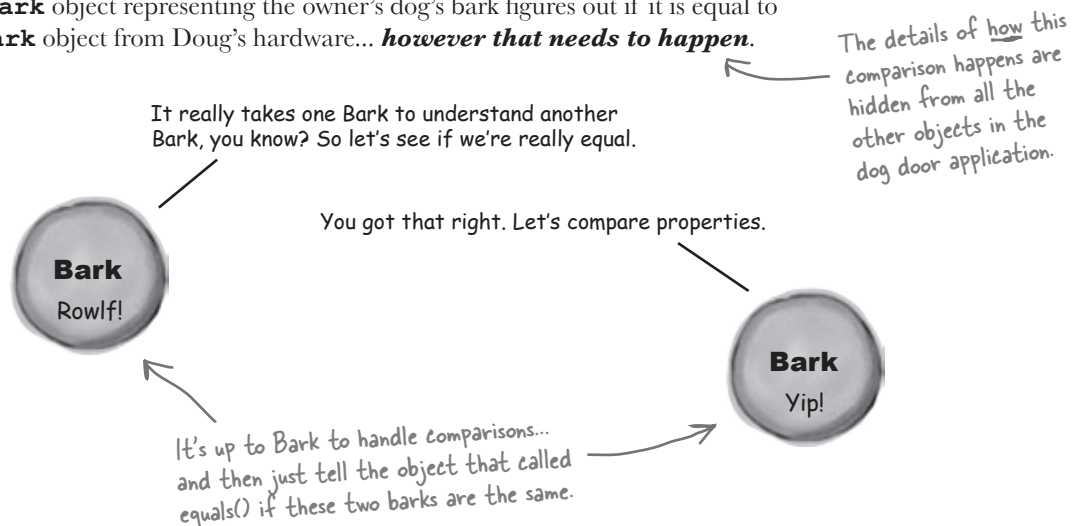 ark object representing the owner's dog's bark figures out if it is equal to
ark object from Doug's hardware... however that needs to happen.
The details of how this
comparison happens are
hidden from all the
other objects in the
dog door application.
It really takes one Bark to understand another
Bark, you know? So let's see if we're really equal.
You got that right. Let's compare properties.
Bark
Rowlf!
Bark
Yip!
It's up to Bark to handle comparisons...
and then just tell the object that called
equals() if these two barks are the same.